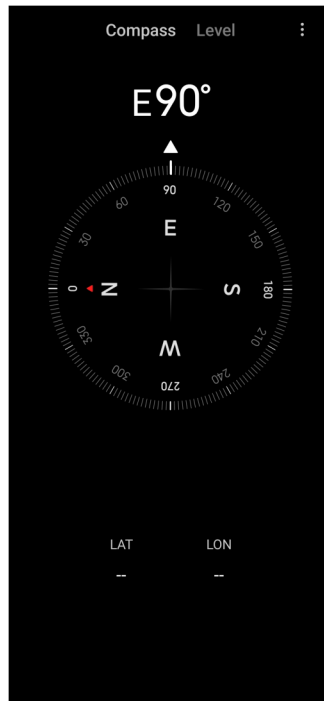 Compass Level
E90°
90
60 120
E
30 150
0 N S 180
330 210
W
300 240
270
LAT LON
-- --